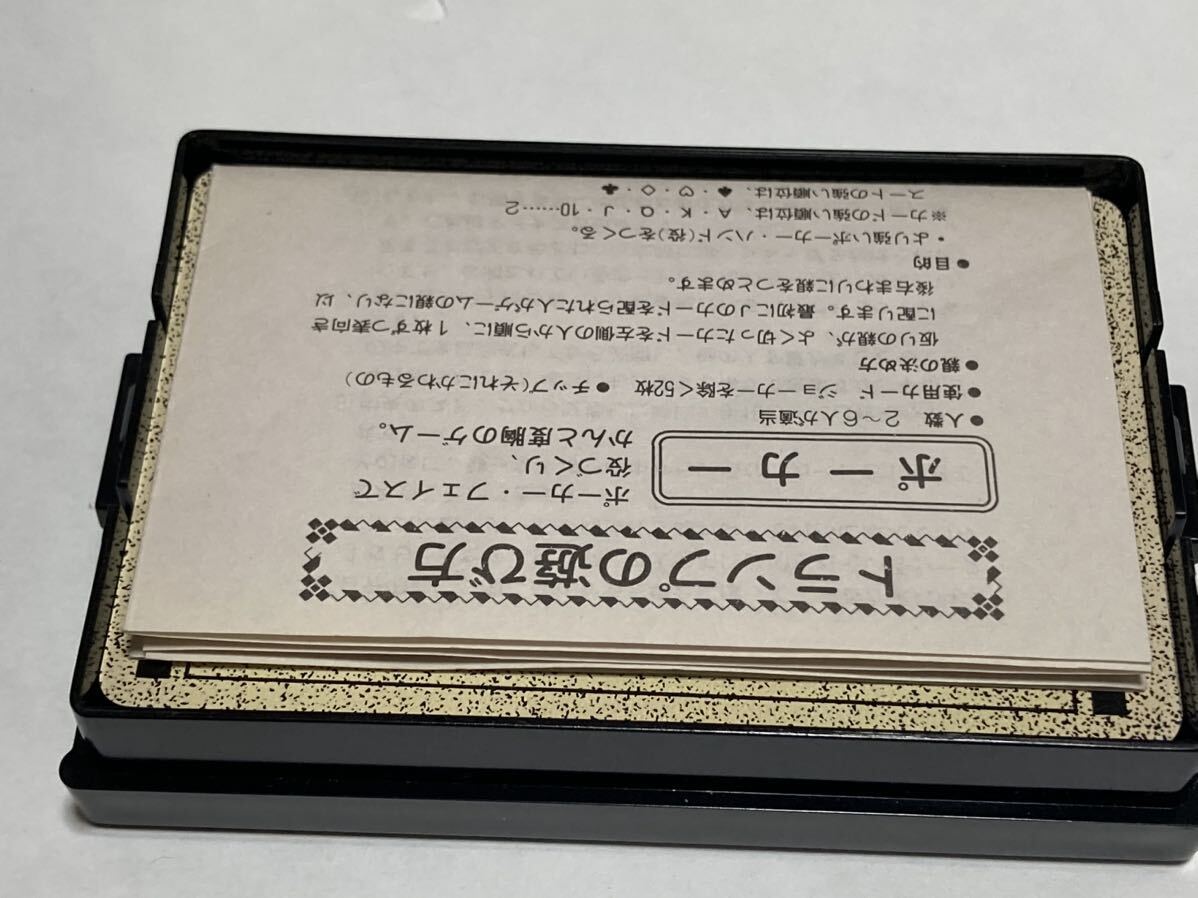 トランプの遊び方
ポーカー
ポーカー・フェイスで
役づくり、
かんと度胸のゲーム。
●人数 2〜6人が適当
●使用カード ジョーカーを除く52枚 ●チップ(それにかわるもの)
●親の決め方
仮りの親が、よく切ったカードを左側の人から順に、1枚ずつ表向き
に配ります。最初にJのカードを配られた人がゲームの親になり、以
後右まわりに親をつとめます。
●目的
・より強いポーカー・ハンド(役)をつくる。
※カードの強い順位は、A・K・Q・J・10……2
スートの強い順位は、♠・♡・◇・♣